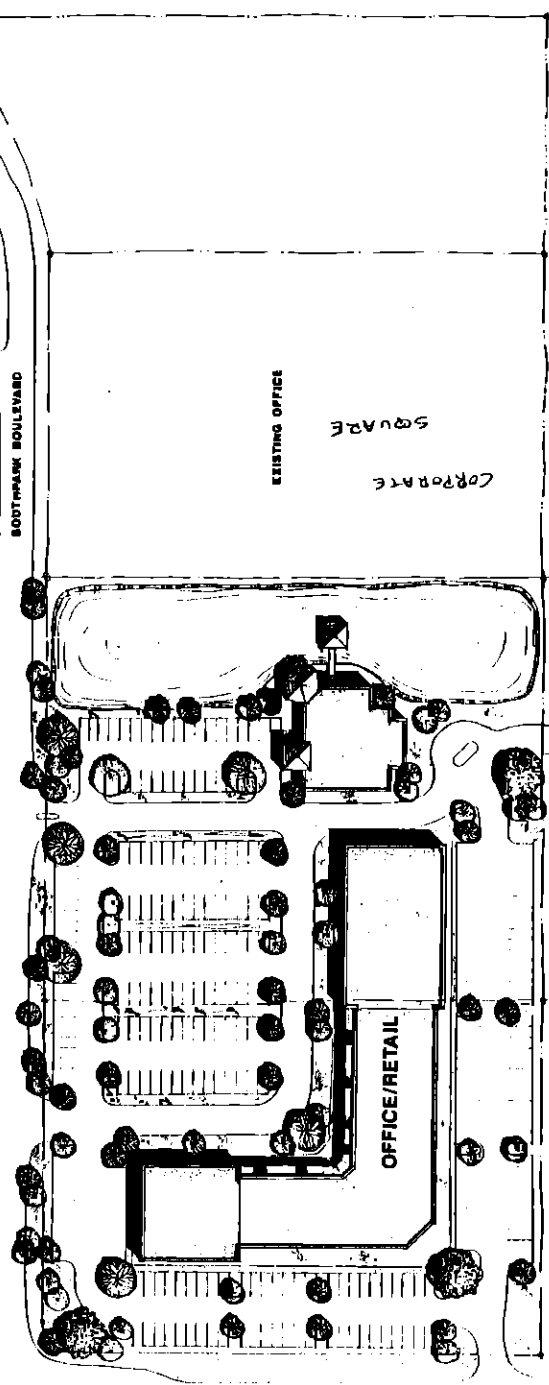 SOUTHPARK BOULEVARD
EXISTING OFFICE
CORPORATE
SQUARE
OFFICE/RETAIL